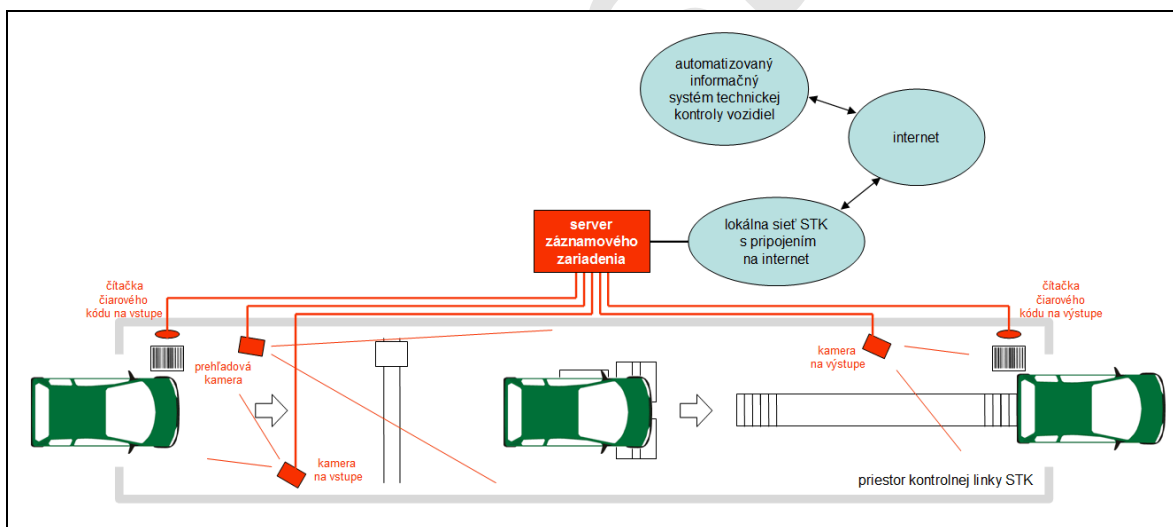 automatizovaný
informačný
systém technickej
kontroly vozidiel
internet
lokálna sieť STK
s pripojením
na internet
server
záznamového
zariadenia
čítačka
čiarového
kódu na vstupe
čítačka
čiarového
kódu na výstupe
prehľadová
kamera
kamera
na výstupe
kamera
na vstupe
priestor kontrolnej linky STK